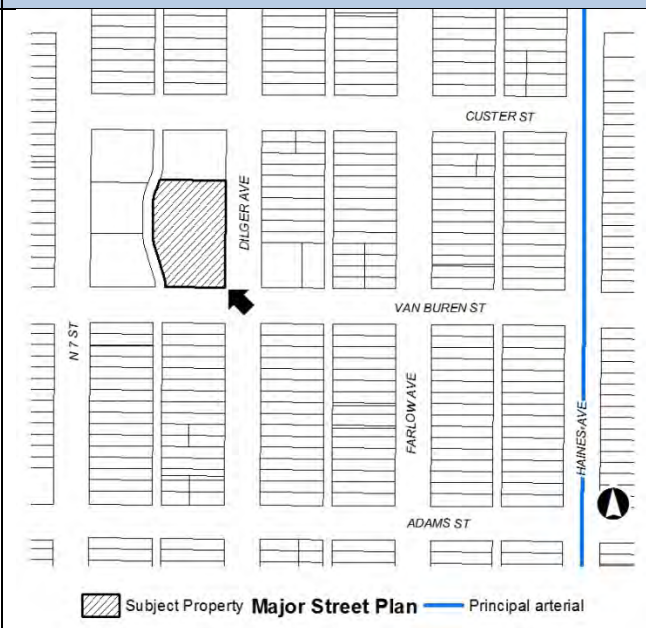 CUSTER ST
DILGER AVE
VAN BUREN ST
N 7 ST
FARLOW AVE
HAINES AVE
ADAMS ST
Subject Property Major Street Plan Principal arterial